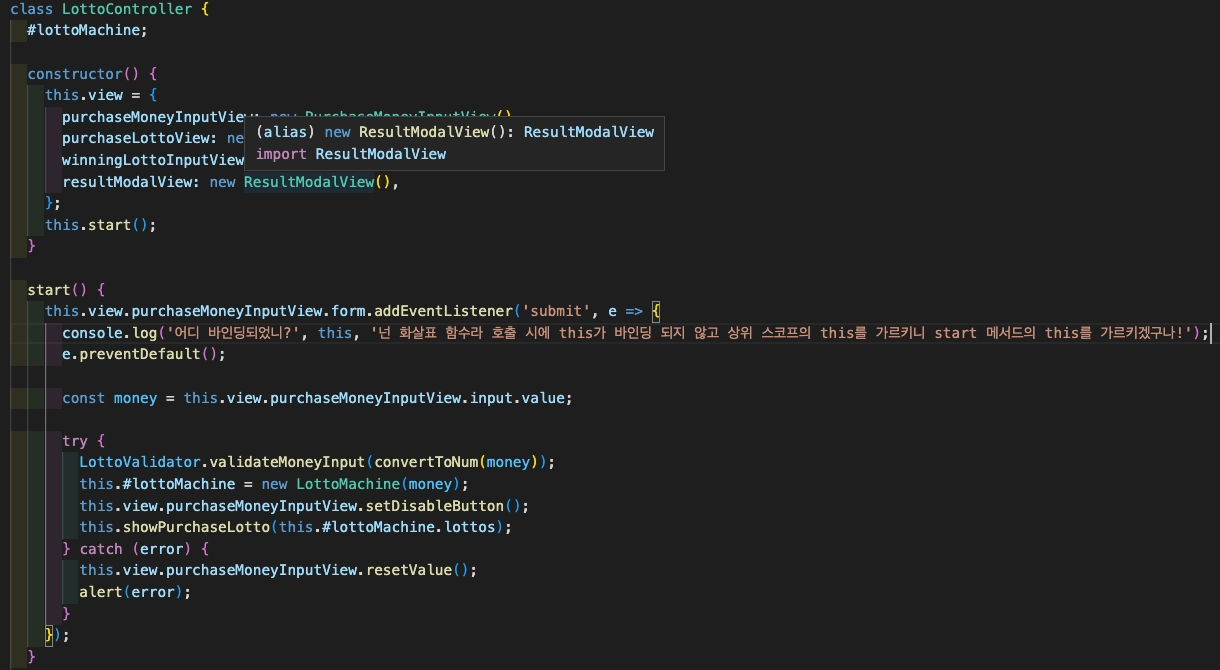 class LottoController {
#lottoMachine;
constructor() {
this.view = {
purchaseMoneyInputView: new PurchaseMoneyInputView()
(alias) new ResultModalView(): ResultModalView
purchaseLottoView: ne
import ResultModalView
winningLottoInputView
resultModalView: new ResultModalView(),
};
this.start();
}
start() {
this.view.purchaseMoneyInputView.form.addEventListener('submit', e => {
console.log('어디 바인딩되었니?', this, '넌 화살표 함수라 호출 시에 this가 바인딩 되지 않고 상위 스코프의 this를 가르키니 start 메서드의 this를 가르키겠구나!');
e.preventDefault();
const money = this.view.purchaseMoneyInputView.input.value;
try {
LottoValidator.validateMoneyInput(convertToNum(money));
this.#lottoMachine = new LottoMachine(money);
this.view.purchaseMoneyInputView.setDisableButton();
this.showPurchaseLotto(this.#lottoMachine.lottos);
} catch (error) {
this.view.purchaseMoneyInputView.resetValue();
alert(error);
}
});
}